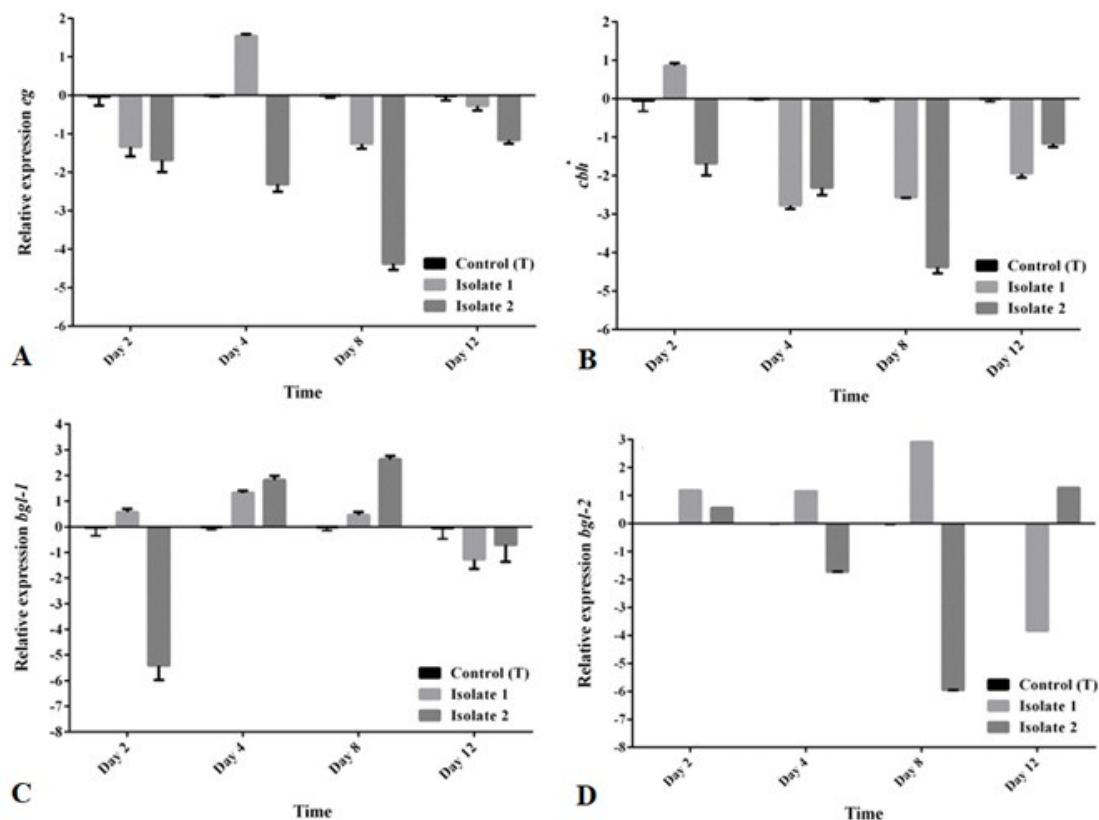 2
1
0
-1
-2
-3
-4
-5
-6
Relative expression eg
Control (T)
Isolate 1
Isolate 2
Day 2
Day 4
Day 8
Day 12
Time
A
2
1
0
-1
-2
-3
-4
-5
-6
cbh*
Control (T)
Isolate 1
Isolate 2
Day 2
Day 4
Day 8
Day 12
Time
B
4
3
2
1
0
-1
-2
-3
-4
-5
-6
-7
-8
Relative expression bgl-1
Control (T)
Isolate 1
Isolate 2
Day 2
Day 4
Day 8
Day 12
Time
C
3
2
1
0
-1
-2
-3
-4
-5
-6
-7
-8
Relative expression bgl-2
Control (T)
Isolate 1
Isolate 2
Day 2
Day 4
Day 8
Day 12
Time
D